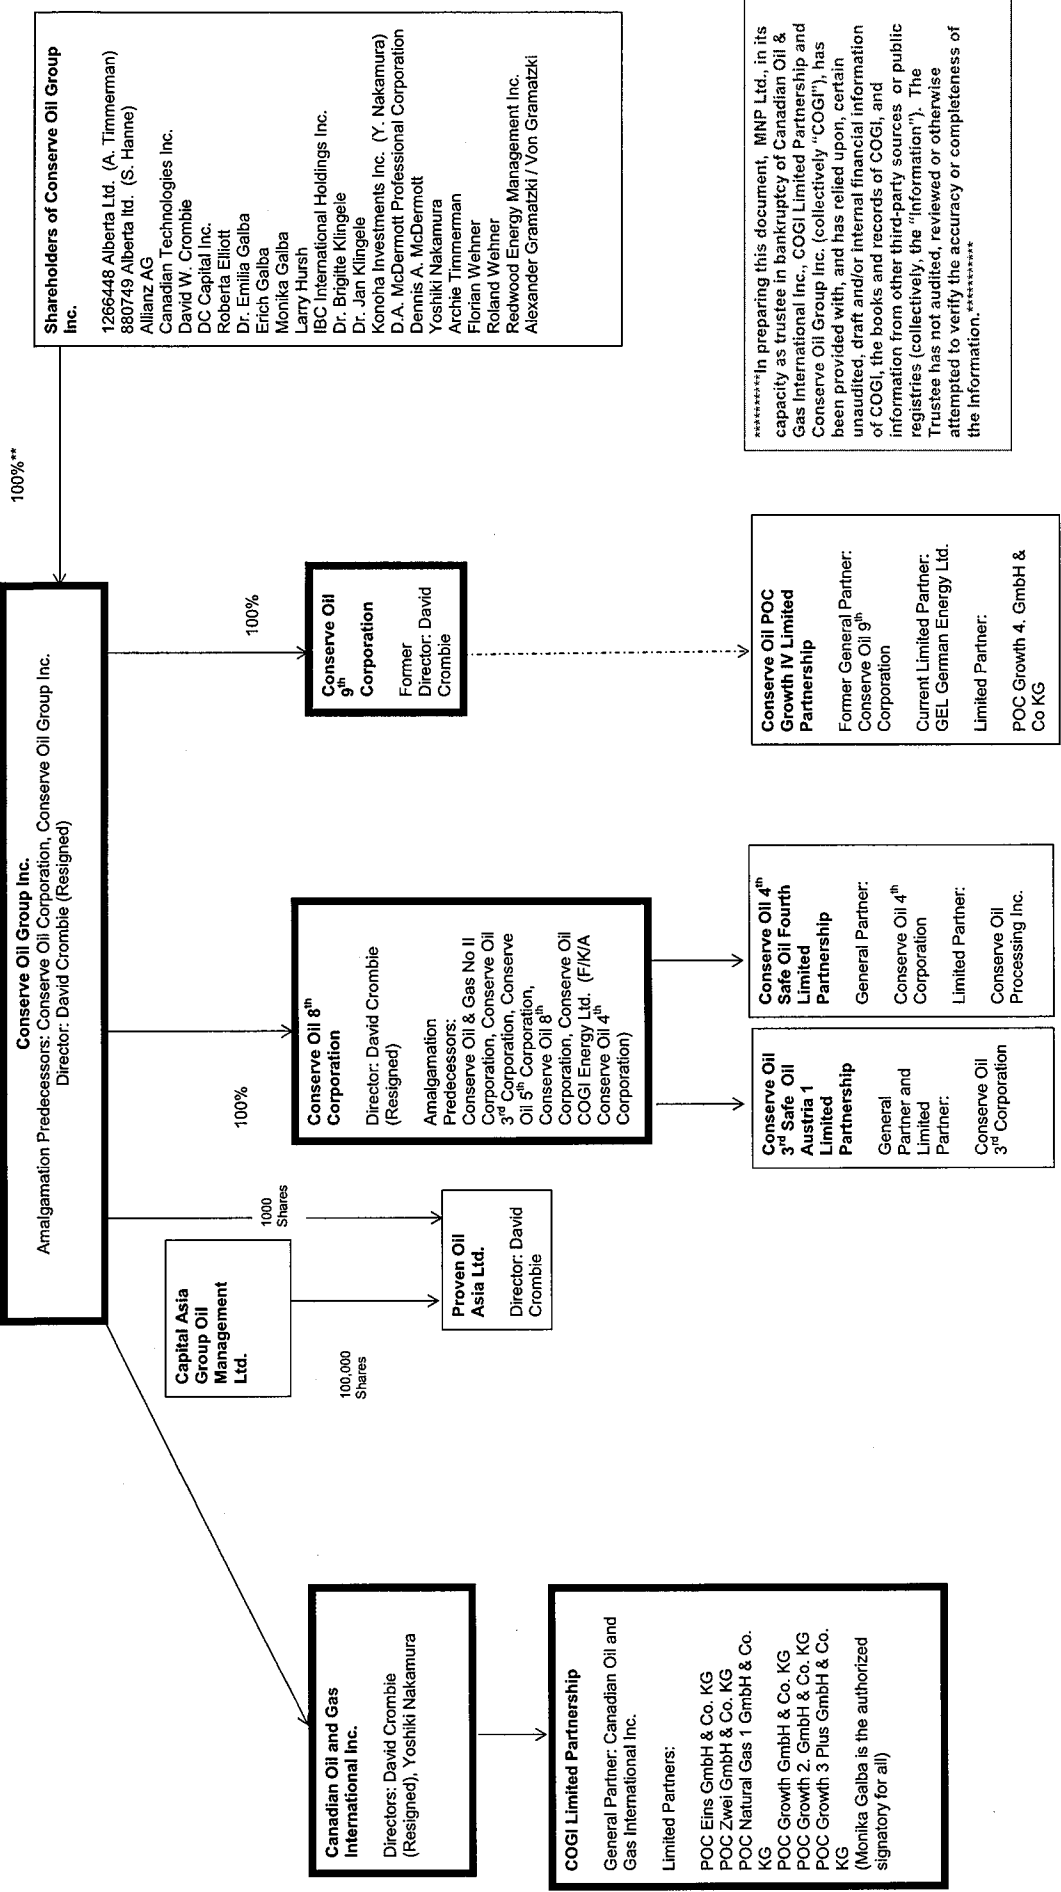 Conserve Oil Group Inc.
Amalgamation Predecessors: Conserve Oil Corporation, Conserve Oil Group Inc.
Director: David Crombie (Resigned)
100%**
Shareholders of Conserve Oil Group
Inc.
1266448 Alberta Ltd. (A. Timmerman)
880749 Alberta ltd. (S. Hanne)
Allianz AG
Canadian Technologies Inc.
David W. Crombie
DC Capital Inc.
Roberta Elliott
Dr. Emilia Galba
Erich Galba
Monika Galba
Larry Hursh
IBC International Holdings Inc.
Dr. Brigitte Klingele
Dr. Jan Klingele
Konoha Investments Inc. (Y. Nakamura)
D.A. McDermott Professional Corporation
Dennis A. McDermott
Yoshiki Nakamura
Archie Timmerman
Florian Wehner
Roland Wehner
Redwood Energy Management Inc.
Alexander Gramatzki / Von Gramatzki
Capital Asia
Group Oil
Management
Ltd.
1000
Shares
100%
100%
100,000
Shares
Canadian Oil and Gas
International Inc.
Directors: David Crombie
(Resigned), Yoshiki Nakamura
Proven Oil
Asia Ltd.
Director: David
Crombie
Conserve Oil 8th
Corporation
Director: David Crombie
(Resigned)
Amalgamation
Predecessors:
Conserve Oil & Gas No II
Corporation, Conserve Oil
3rd Corporation, Conserve
Oil 5th Corporation,
Conserve Oil 8th
Corporation, Conserve Oil
COGI Energy Ltd. (F/K/A
Conserve Oil 4th
Corporation)
Conserve Oil
9th
Corporation
Former
Director: David
Crombie
COGI Limited Partnership
General Partner: Canadian Oil and
Gas International Inc.
Limited Partners:
POC Eins GmbH & Co. KG
POC Zwei GmbH & Co. KG
POC Natural Gas 1 GmbH & Co.
KG
POC Growth GmbH & Co. KG
POC Growth 2. GmbH & Co. KG
POC Growth 3 Plus GmbH & Co.
KG
(Monika Galba is the authorized
signatory for all)
Conserve Oil
3rd Safe Oil
Austria 1
Limited
Partnership
General
Partner and
Limited
Partner:
Conserve Oil
3rd Corporation
Conserve Oil 4th
Safe Oil Fourth
Limited
Partnership
General Partner:
Conserve Oil 4th
Corporation
Limited Partner:
Conserve Oil
Processing Inc.
Conserve Oil POC
Growth IV Limited
Partnership
Former General Partner:
Conserve Oil 9th
Corporation
Current Limited Partner:
GEL German Energy Ltd.
Limited Partner:
POC Growth 4. GmbH &
Co KG
**********In preparing this document, MNP Ltd., in its
capacity as trustee in bankruptcy of Canadian Oil &
Gas International Inc., COGI Limited Partnership and
Conserve Oil Group Inc. (collectively “COGI”), has
been provided with, and has relied upon, certain
unaudited, draft and/or internal financial information
of COGI, the books and records of COGI, and
information from other third-party sources or public
registries (collectively, the “Information”). The
Trustee has not audited, reviewed or otherwise
attempted to verify the accuracy or completeness of
the Information.***********